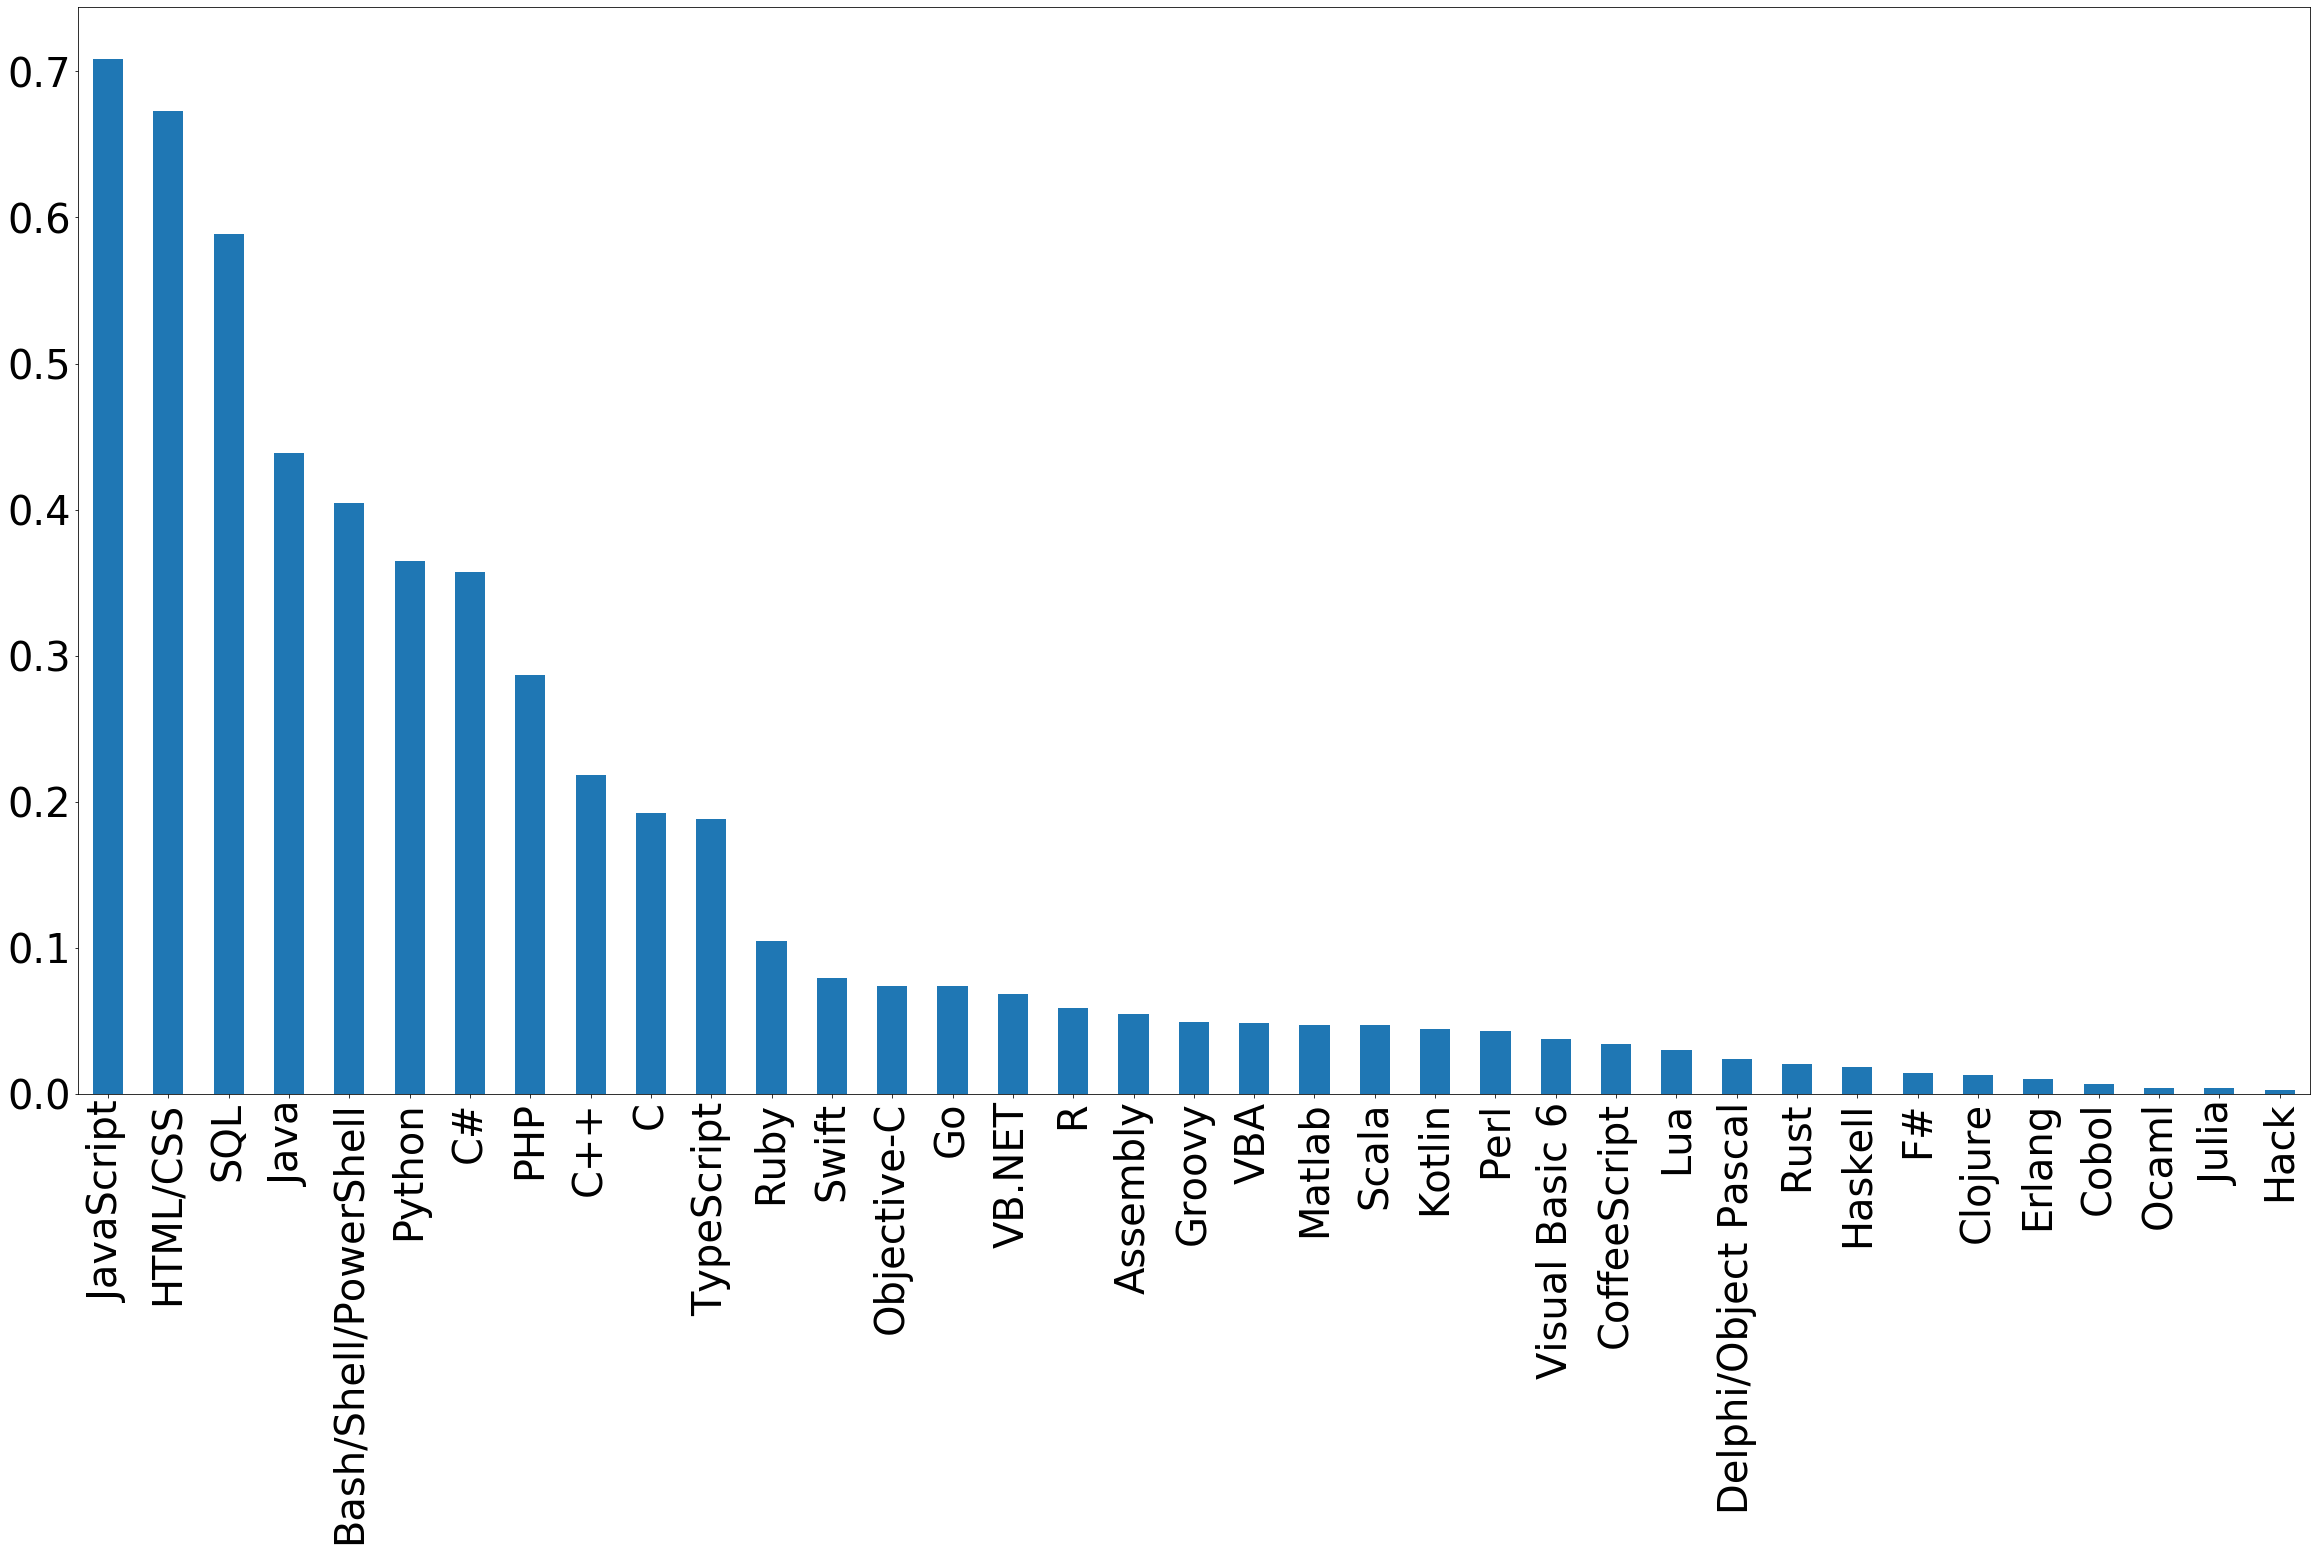 0.7
0.6
0.5
0.4
0.3
0.2
0.1
0.0
JavaScript
HTML/CSS
SQL
Java
Bash/Shell/PowerShell
Python
C#
PHP
C++
C
TypeScript
Ruby
Swift
Objective-C
Go
VB.NET
R
Assembly
Groovy
VBA
Matlab
Scala
Kotlin
Perl
Visual Basic 6
CoffeeScript
Lua
Delphi/Object Pascal
Rust
Haskell
F#
Clojure
Erlang
Cobol
Ocaml
Julia
Hack